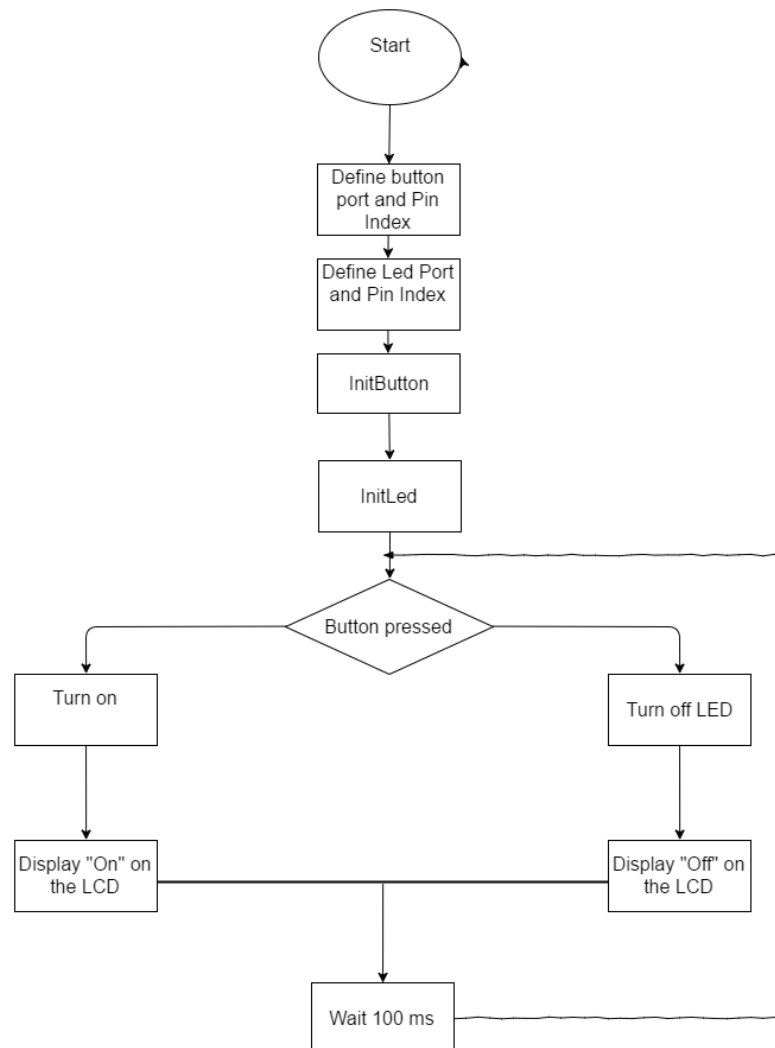 Start
Define button
port and Pin
Index
Define Led Port
and Pin Index
InitButton
InitLed
Button pressed
Turn on
Turn off LED
Display "On" on
the LCD
Display "Off" on
the LCD
Wait 100 ms